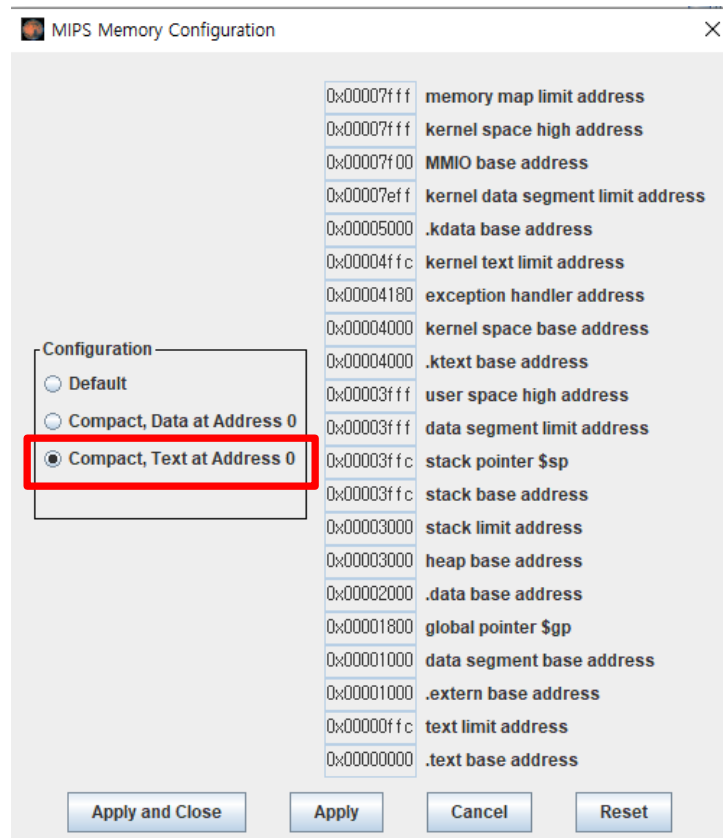 MIPS Memory Configuration
0x00007fff memory map limit address
0x00007fff kernel space high address
0x00007f00 MMIO base address
0x00007eff kernel data segment limit address
0x00005000 .kdata base address
0x00004ffc kernel text limit address
0x00004180 exception handler address
0x00004000 kernel space base address
0x00004000 .ktext base address
0x00003fff user space high address
0x00003fff data segment limit address
0x00003ffc stack pointer $sp
0x00003ffc stack base address
0x00003000 stack limit address
0x00003000 heap base address
0x00002000 .data base address
0x00001800 global pointer $gp
0x00001000 data segment base address
0x00001000 .extern base address
0x00000ffc text limit address
0x00000000 .text base address
Configuration
Default
Compact, Data at Address 0
Compact, Text at Address 0
Apply and Close Apply Cancel Reset